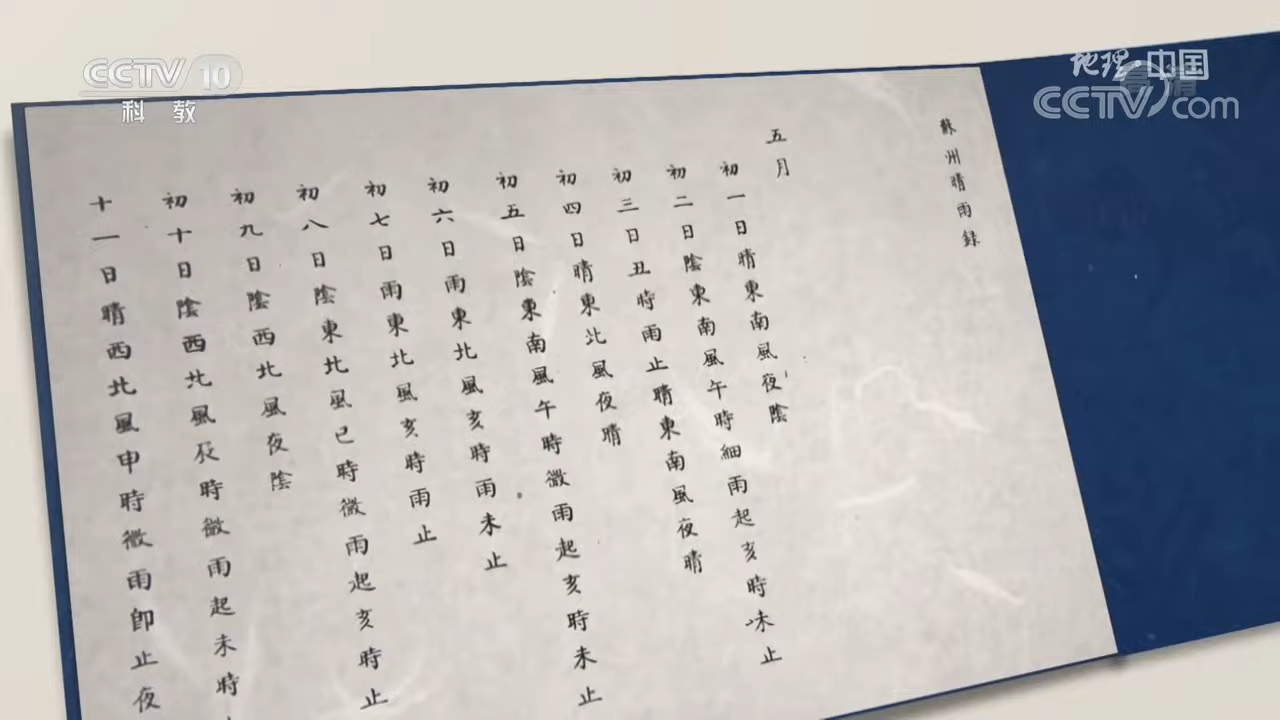 CCTV 10
科教
地理·中国
CCTV.com
蘇州晴雨録
五月
初一日晴東南風夜陰
初二日陰東南風午時細雨起亥時未止
初三日丑時雨止晴東南風夜晴
初四日晴東北風夜晴
初五日陰東南風午時微雨起亥時未止
初六日雨東北風亥時雨未止
初七日雨東北風亥時雨止
初八日陰東北風已時微雨起亥時止
初九日陰西北風夜陰
初十日陰西北風辰時微雨起未時
十一日晴西北風申時微雨即止夜